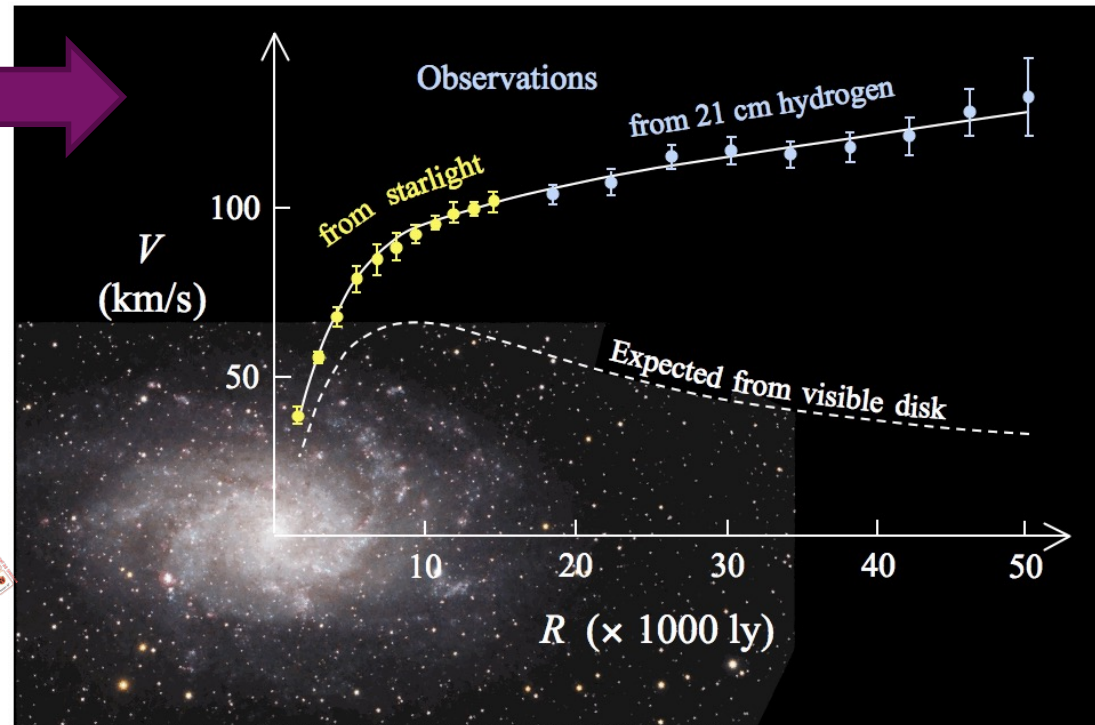 Observations
from 21 cm hydrogen
from starlight
100
V
(km/s)
50
Expected from visible disk
10 20 30 40 50
R (× 1000 ly)